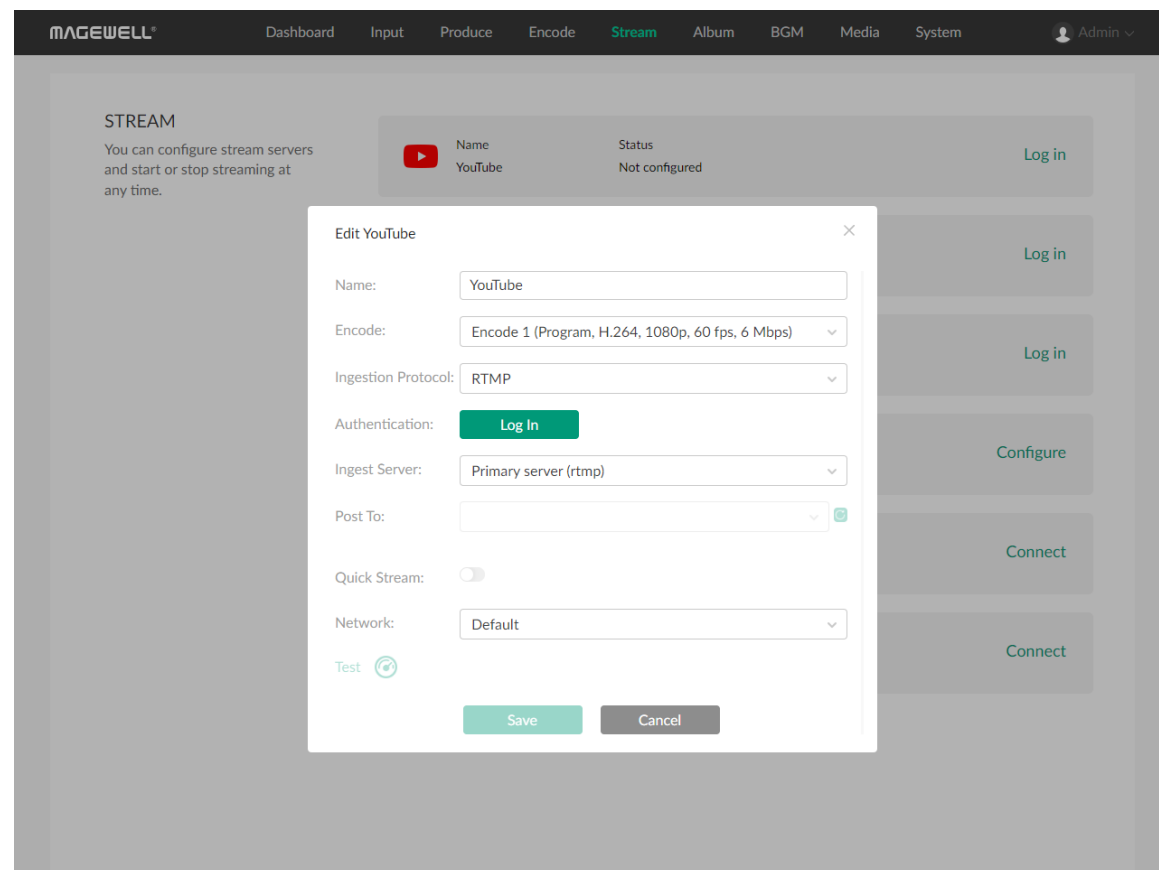 MAGEWELL®
Dashboard Input Produce Encode Stream Album BGM Media System Admin
STREAM
You can configure stream servers
and start or stop streaming at
any time.
Name Status
YouTube Not configured
Log in
Edit YouTube
Name: YouTube
Encode: Encode 1 (Program, H.264, 1080p, 60 fps, 6 Mbps)
Ingestion Protocol: RTMP
Authentication: Log In
Ingest Server: Primary server (rtmp)
Post To:
Quick Stream:
Network: Default
Test
Save Cancel
Log in
Log in
Configure
Connect
Connect